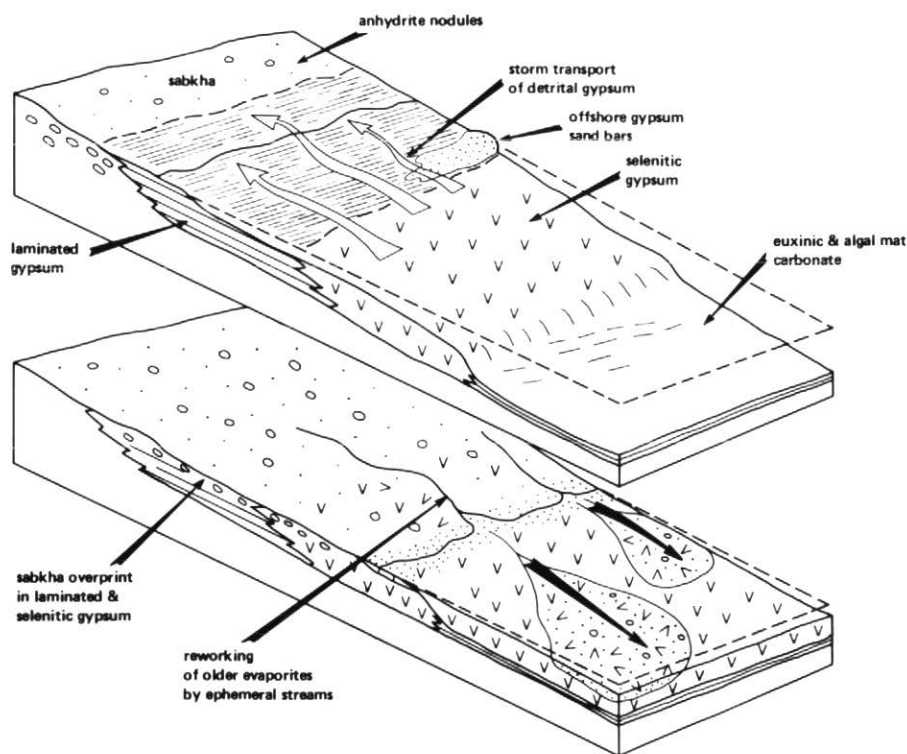 anhydrite nodules
sabkha
storm transport
of detrital gypsum
offshore gypsum
sand bars
selenitic
gypsum
euxinic & algal mat
carbonate
laminated
gypsum
sabkha overprint
in laminated &
selenitic gypsum
reworking
of older evaporites
by ephemeral streams